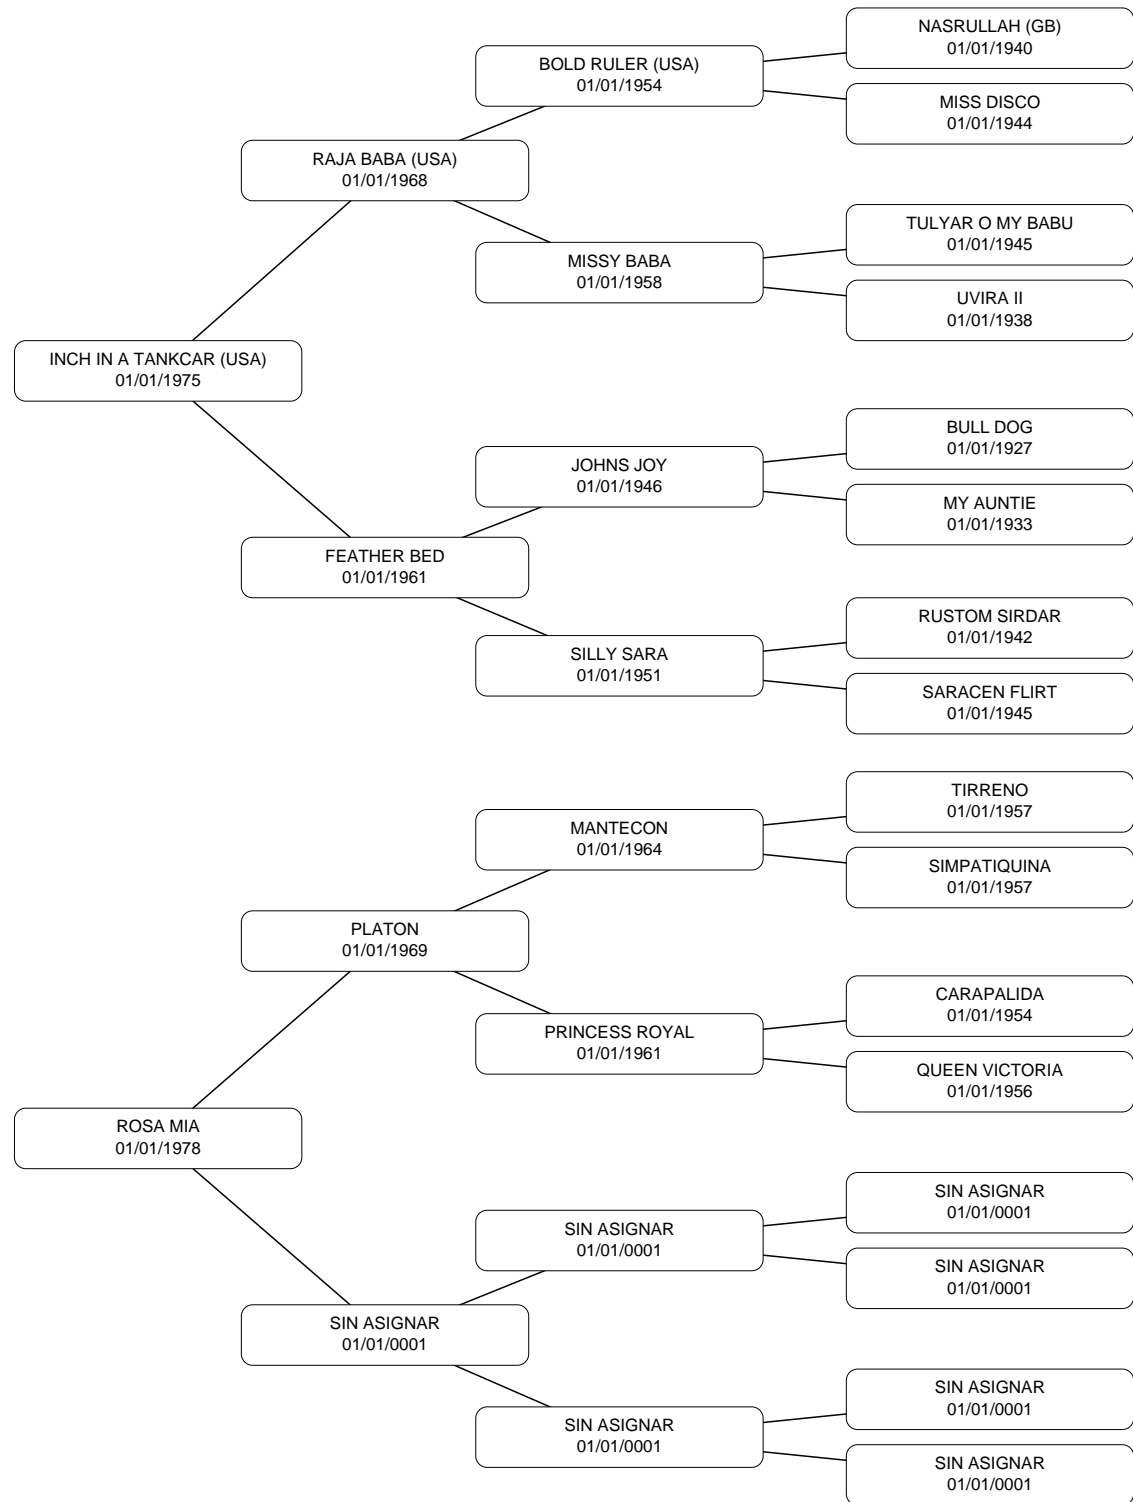 NASRULLAH (GB)
01/01/1940
BOLD RULER (USA)
01/01/1954
MISS DISCO
01/01/1944
RAJA BABA (USA)
01/01/1968
TULYAR O MY BABU
01/01/1945
MISSY BABA
01/01/1958
UVIRA II
01/01/1938
INCH IN A TANKCAR (USA)
01/01/1975
BULL DOG
01/01/1927
JOHNS JOY
01/01/1946
MY AUNTIE
01/01/1933
FEATHER BED
01/01/1961
RUSTOM SIRDAR
01/01/1942
SILLY SARA
01/01/1951
SARACEN FLIRT
01/01/1945
TIRRENO
01/01/1957
MANTECON
01/01/1964
SIMPATIQUINA
01/01/1957
PLATON
01/01/1969
CARAPALIDA
01/01/1954
PRINCESS ROYAL
01/01/1961
QUEEN VICTORIA
01/01/1956
ROSA MIA
01/01/1978
SIN ASIGNAR
01/01/0001
SIN ASIGNAR
01/01/0001
SIN ASIGNAR
01/01/0001
SIN ASIGNAR
01/01/0001
SIN ASIGNAR
01/01/0001
SIN ASIGNAR
01/01/0001
SIN ASIGNAR
01/01/0001